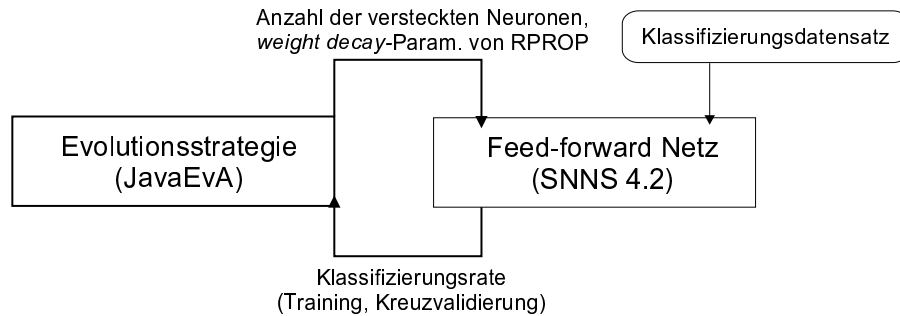 Anzahl der versteckten Neuronen,
weight decay-Param. von RPROP
Klassifizierungsdatensatz
Evolutionsstrategie
(JavaEvA)
Feed-forward Netz
(SNNS 4.2)
Klassifizierungsrate
(Training, Kreuzvalidierung)